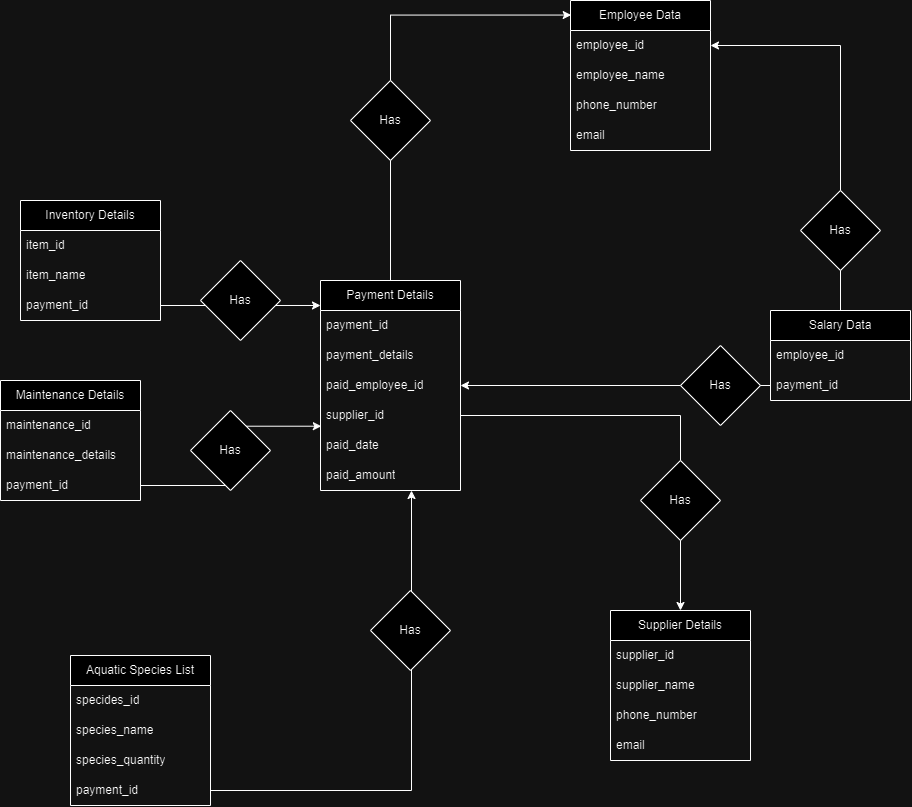 Employee Data
employee_id
employee_name
phone_number
email
Has
Has
Inventory Details
item_id
item_name
payment_id
Has
Payment Details
payment_id
payment_details
paid_employee_id
supplier_id
paid_date
paid_amount
Salary Data
employee_id
payment_id
Has
Maintenance Details
maintenance_id
maintenance_details
payment_id
Has
Has
Has
Supplier Details
supplier_id
supplier_name
phone_number
email
Aquatic Species List
specides_id
species_name
species_quantity
payment_id